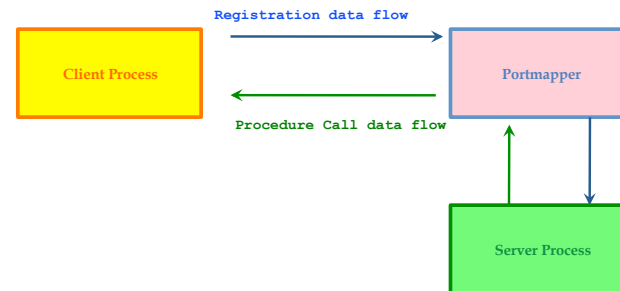 Registration data flow
Client Process
Portmapper
Procedure Call data flow
Server Process